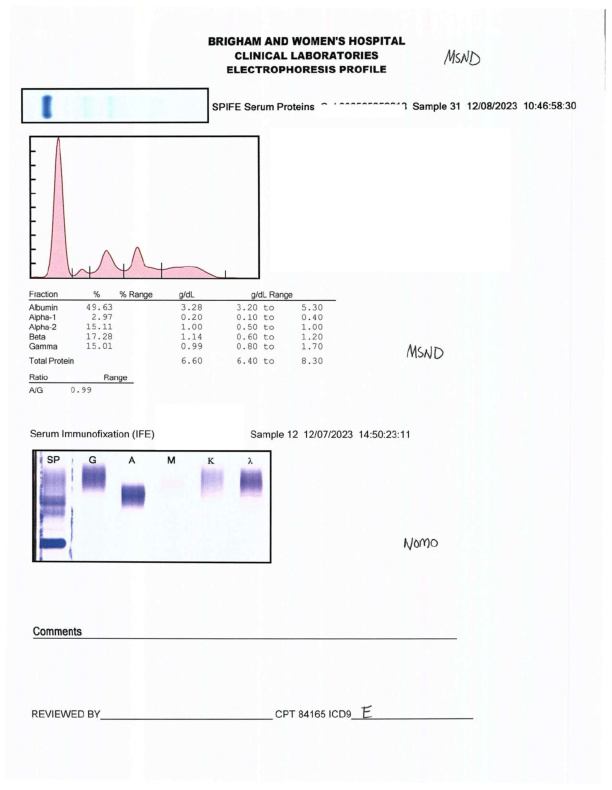 BRIGHAM AND WOMEN'S HOSPITAL
CLINICAL LABORATORIES
ELECTROPHORESIS PROFILE
MSND
SPIFE Serum Proteins Sample 31 12/08/2023 10:46:58:30
Fraction % % Range g/dL g/dL Range
Albumin 49.63 3.28 3.20 to 5.30
Alpha-1 2.97 0.20 0.10 to 0.40
Alpha-2 15.11 1.00 0.50 to 1.00
Beta 17.28 1.14 0.60 to 1.20
Gamma 15.01 0.99 0.80 to 1.70
Total Protein 6.60 6.40 to 8.30
MSND
Ratio Range
A/G 0.99
Serum Immunofixation (IFE) Sample 12 12/07/2023 14:50:23:11
SP G A M K λ
NOMO
Comments
REVIEWED BY CPT 84165 ICD9 E